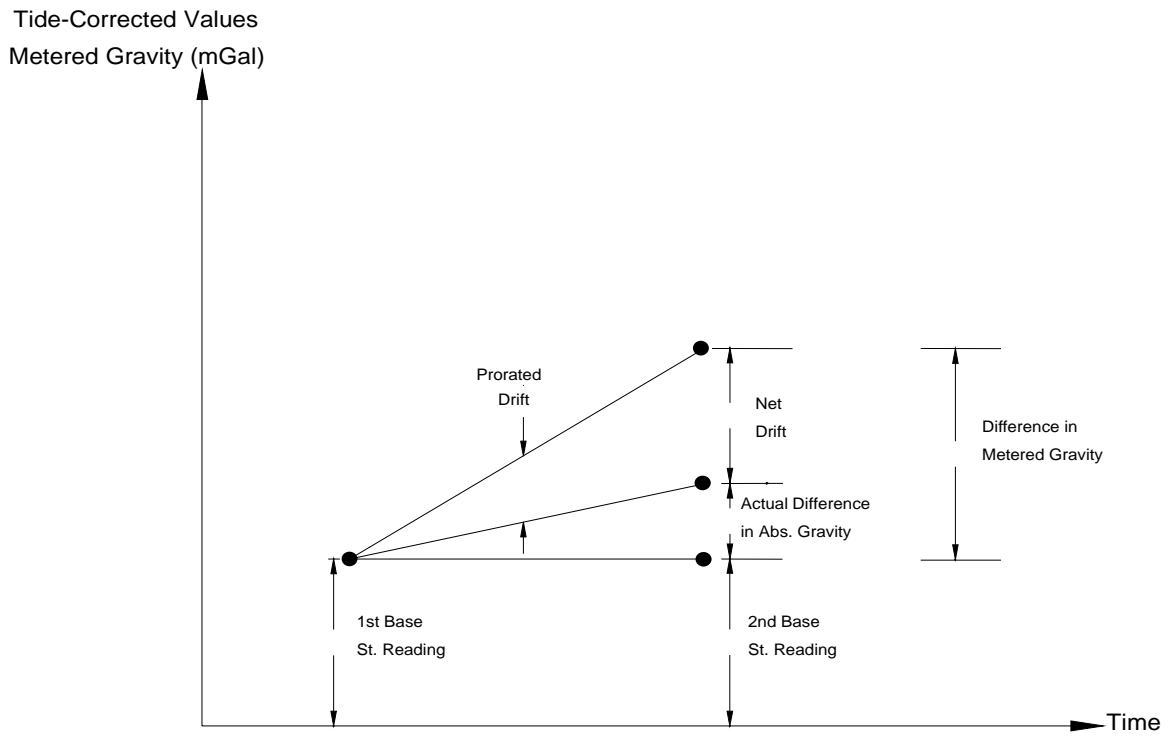 Tide-Corrected Values
Metered Gravity (mGal)
Prorated
Drift
Net
Drift
Difference in
Metered Gravity
Actual Difference
in Abs. Gravity
1st Base
St. Reading
2nd Base
St. Reading
Time